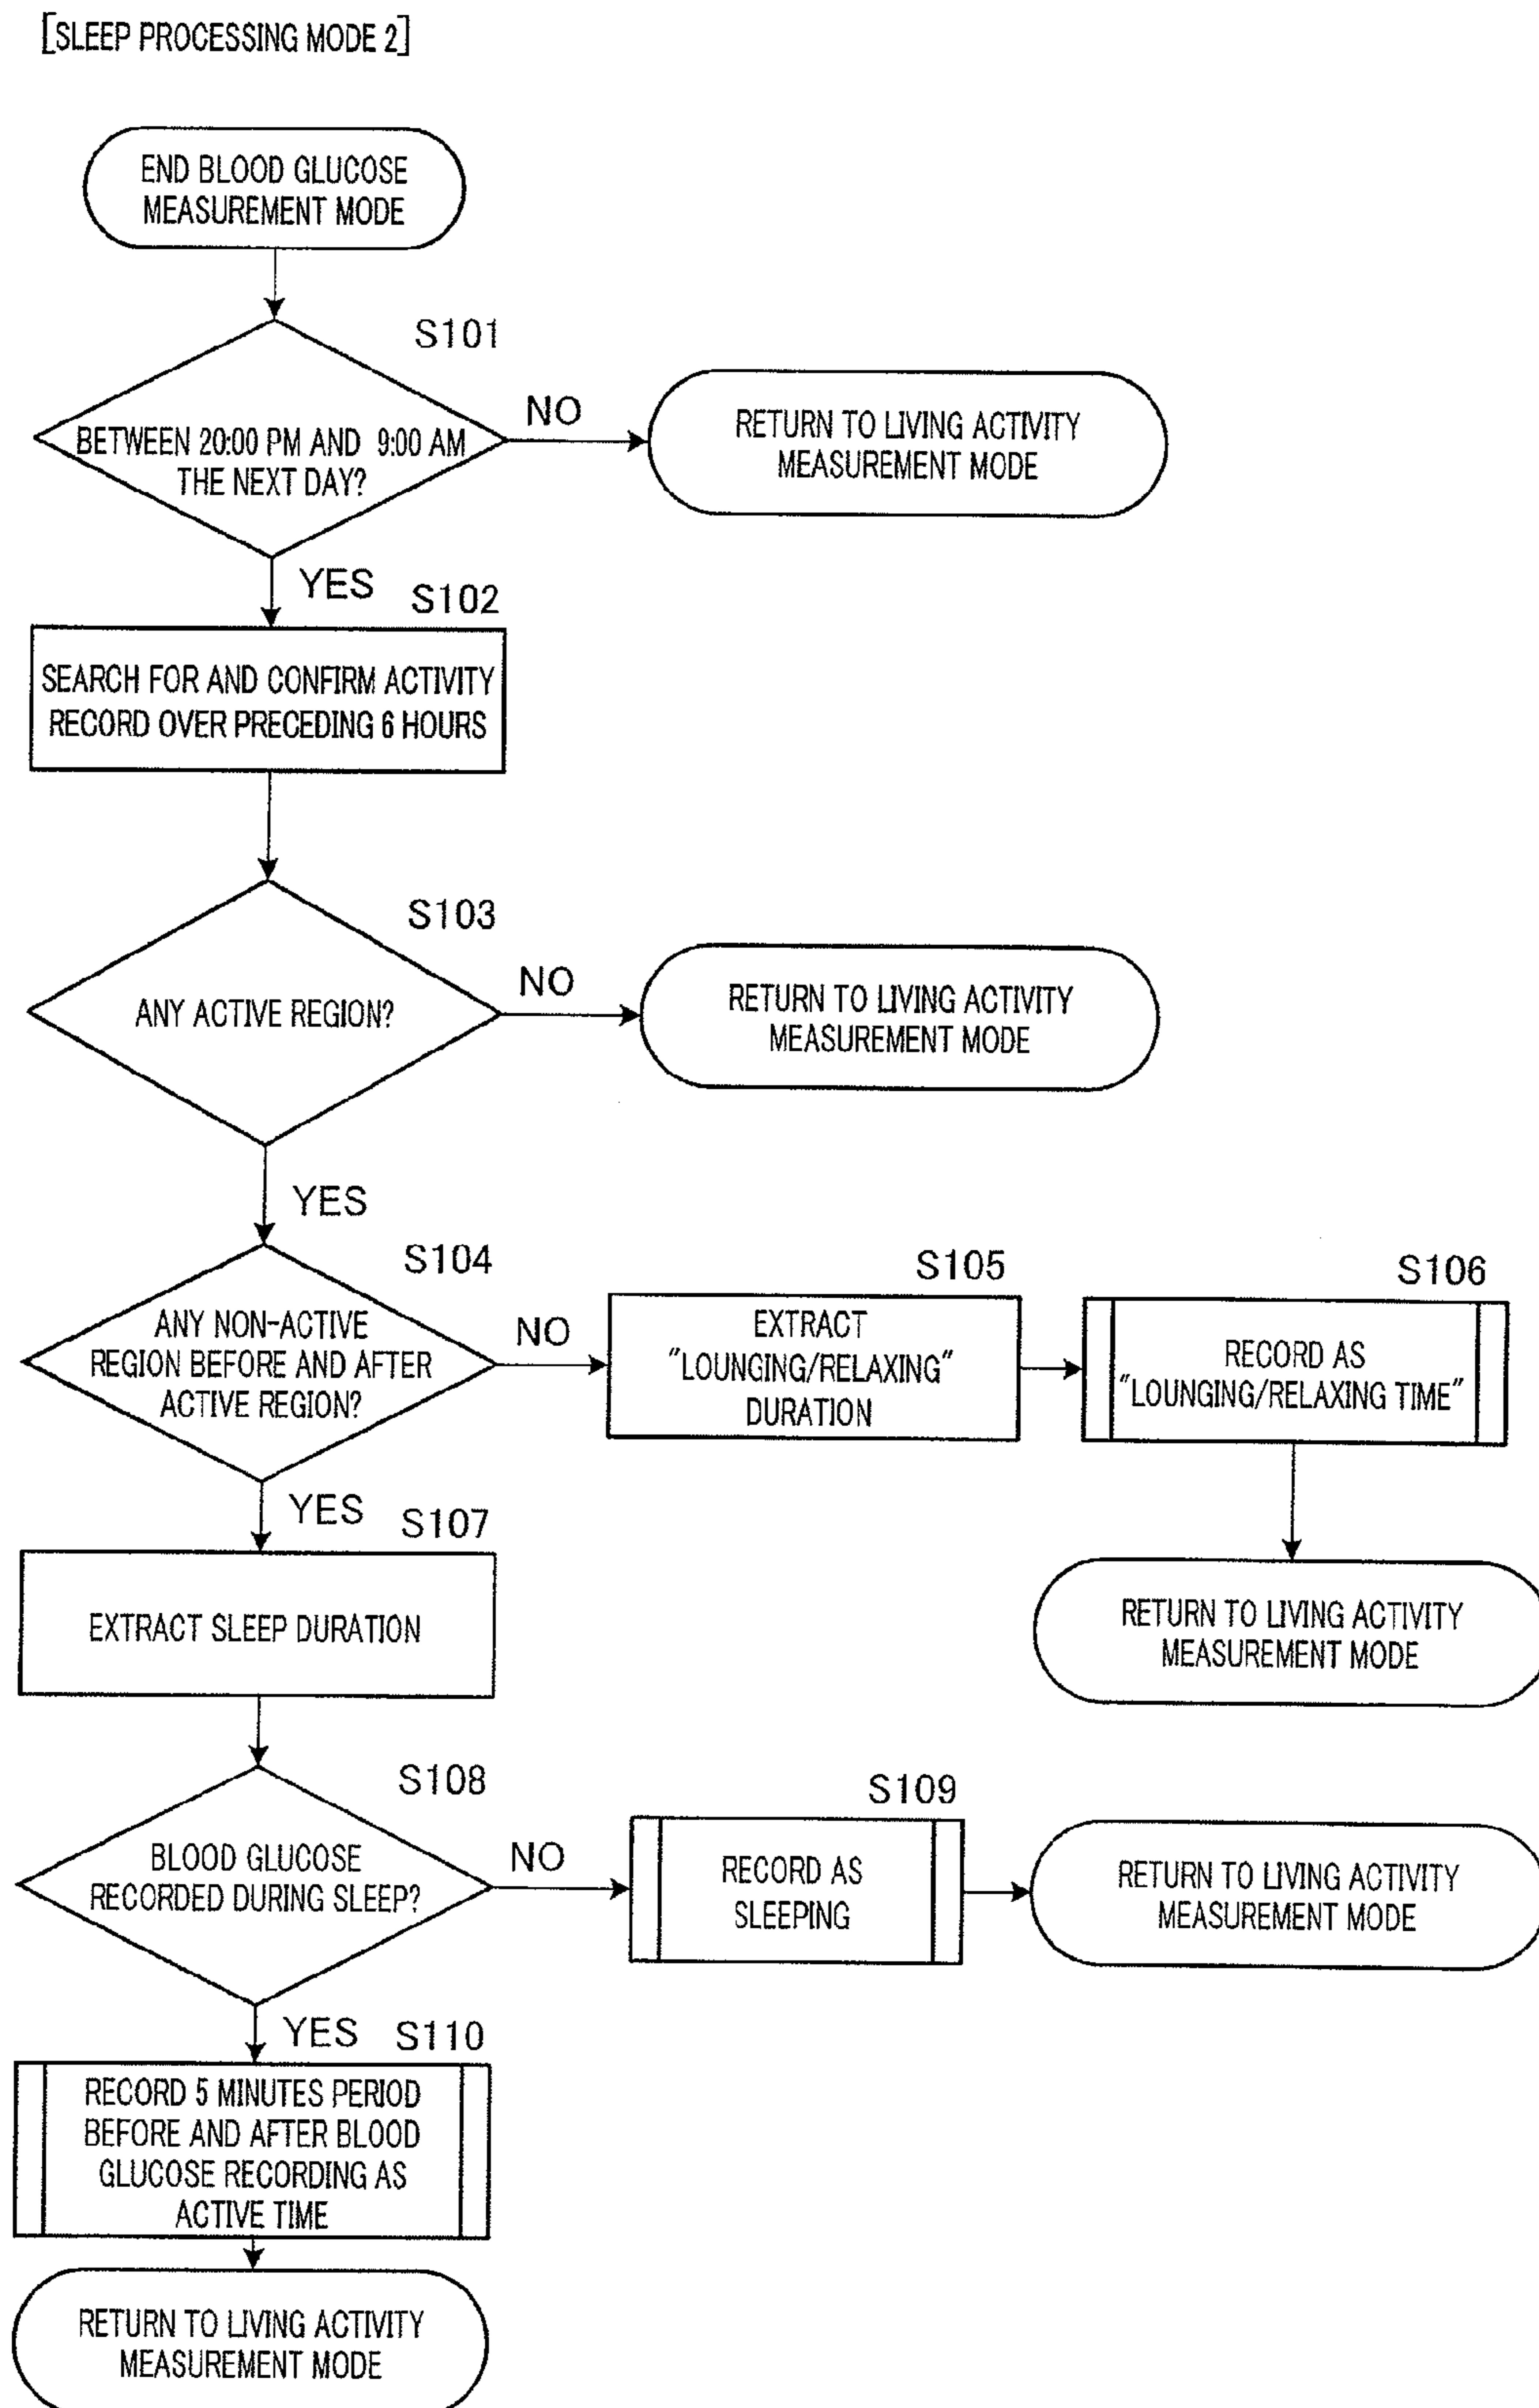 [SLEEP PROCESSING MODE 2]
END BLOOD GLUCOSE
MEASUREMENT MODE
S101
BETWEEN 20:00 PM AND 9:00 AM
THE NEXT DAY?
NO
RETURN TO LIVING ACTIVITY
MEASUREMENT MODE
YES
S102
SEARCH FOR AND CONFIRM ACTIVITY
RECORD OVER PRECEDING 6 HOURS
S103
ANY ACTIVE REGION?
NO
RETURN TO LIVING ACTIVITY
MEASUREMENT MODE
YES
S104
ANY NON-ACTIVE
REGION BEFORE AND AFTER
ACTIVE REGION?
NO
S105
EXTRACT
"LOUNGING/RELAXING"
DURATION
S106
RECORD AS
"LOUNGING/RELAXING TIME"
RETURN TO LIVING ACTIVITY
MEASUREMENT MODE
YES
S107
EXTRACT SLEEP DURATION
S108
BLOOD GLUCOSE
RECORDED DURING SLEEP?
NO
S109
RECORD AS
SLEEPING
RETURN TO LIVING ACTIVITY
MEASUREMENT MODE
YES
S110
RECORD 5 MINUTES PERIOD
BEFORE AND AFTER BLOOD
GLUCOSE RECORDING AS
ACTIVE TIME
RETURN TO LIVING ACTIVITY
MEASUREMENT MODE